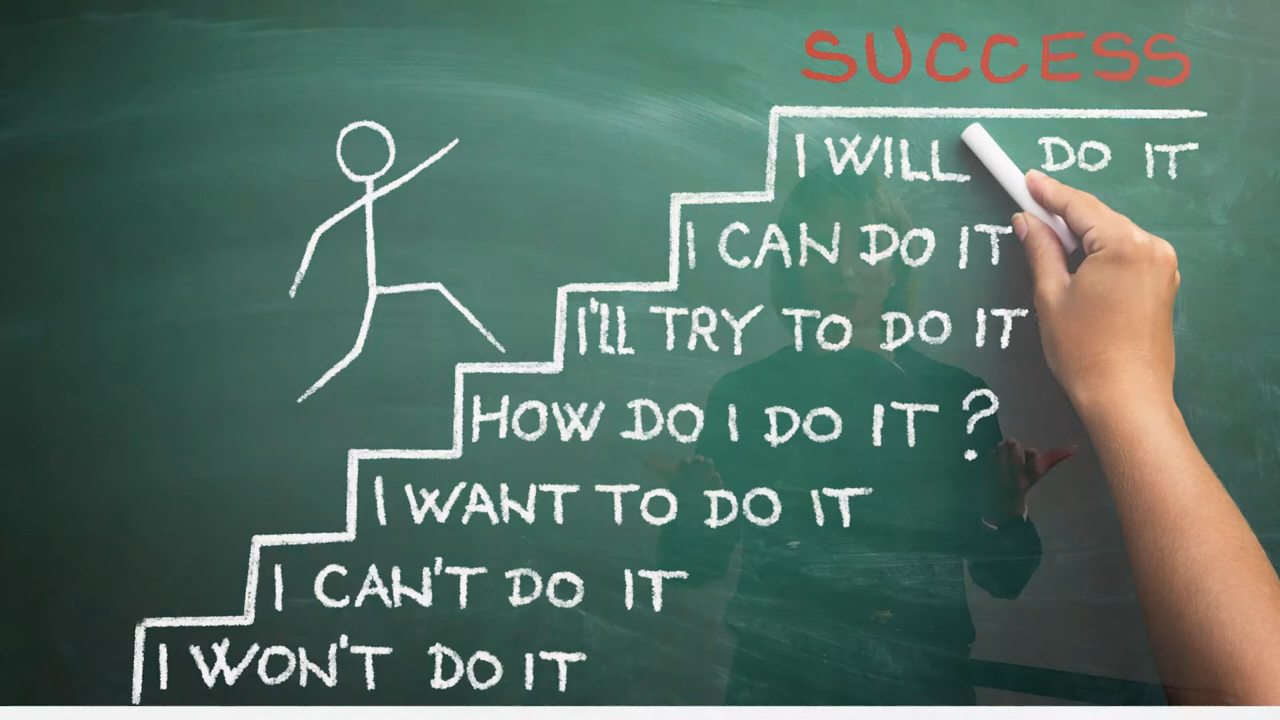 SUCCESS
I WILL DO IT
I CAN DO IT
I'LL TRY TO DO IT
HOW DO I DO IT ?
I WANT TO DO IT
I CAN'T DO IT
I WON'T DO IT